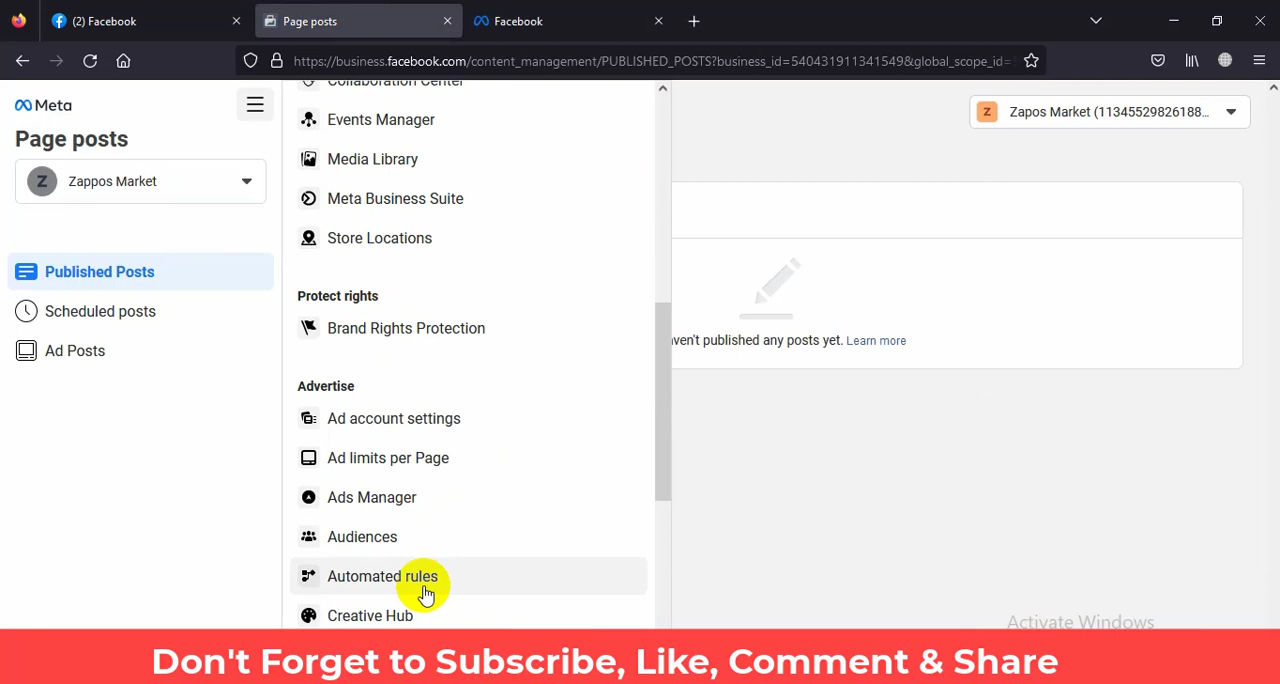 (2) Facebook
Page posts
Facebook
https://business.facebook.com/content_management/PUBLISHED_POSTS?business_id=540431911341549&global_scope_id=
Meta
Page posts
Z Zappos Market
Published Posts
Scheduled posts
Ad Posts
Collaboration Center
Events Manager
Media Library
Meta Business Suite
Store Locations
Protect rights
Brand Rights Protection
Advertise
Ad account settings
Ad limits per Page
Ads Manager
Audiences
Automated rules
Creative Hub
Z Zapos Market (11345529826188...
aven't published any posts yet. Learn more
Activate Windows
Don't Forget to Subscribe, Like, Comment & Share